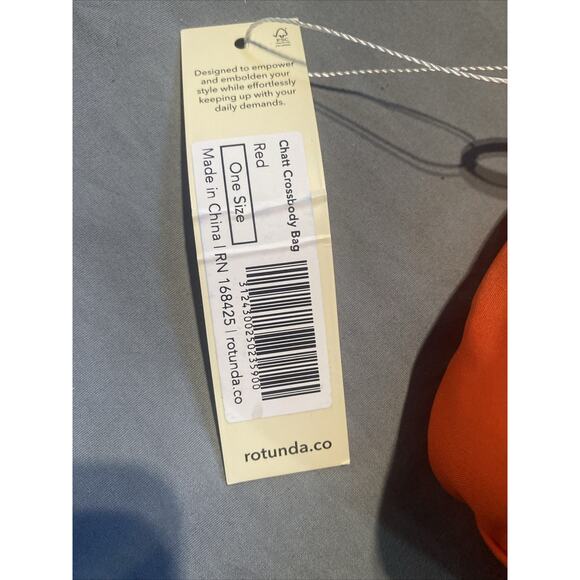 Designed to empower
and embolden your
style while effortlessly
keeping up with your
daily demands.
Chatt Crossbody Bag
Red
One Size
Made in China | RN 168425 | rotunda.co
3124300250235900
rotunda.co